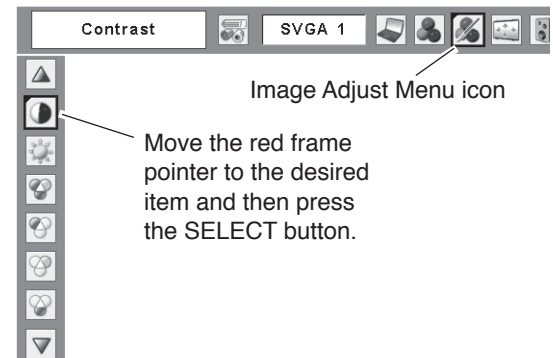 Contrast
SVGA 1
Image Adjust Menu icon
Move the red frame
pointer to the desired
item and then press
the SELECT button.